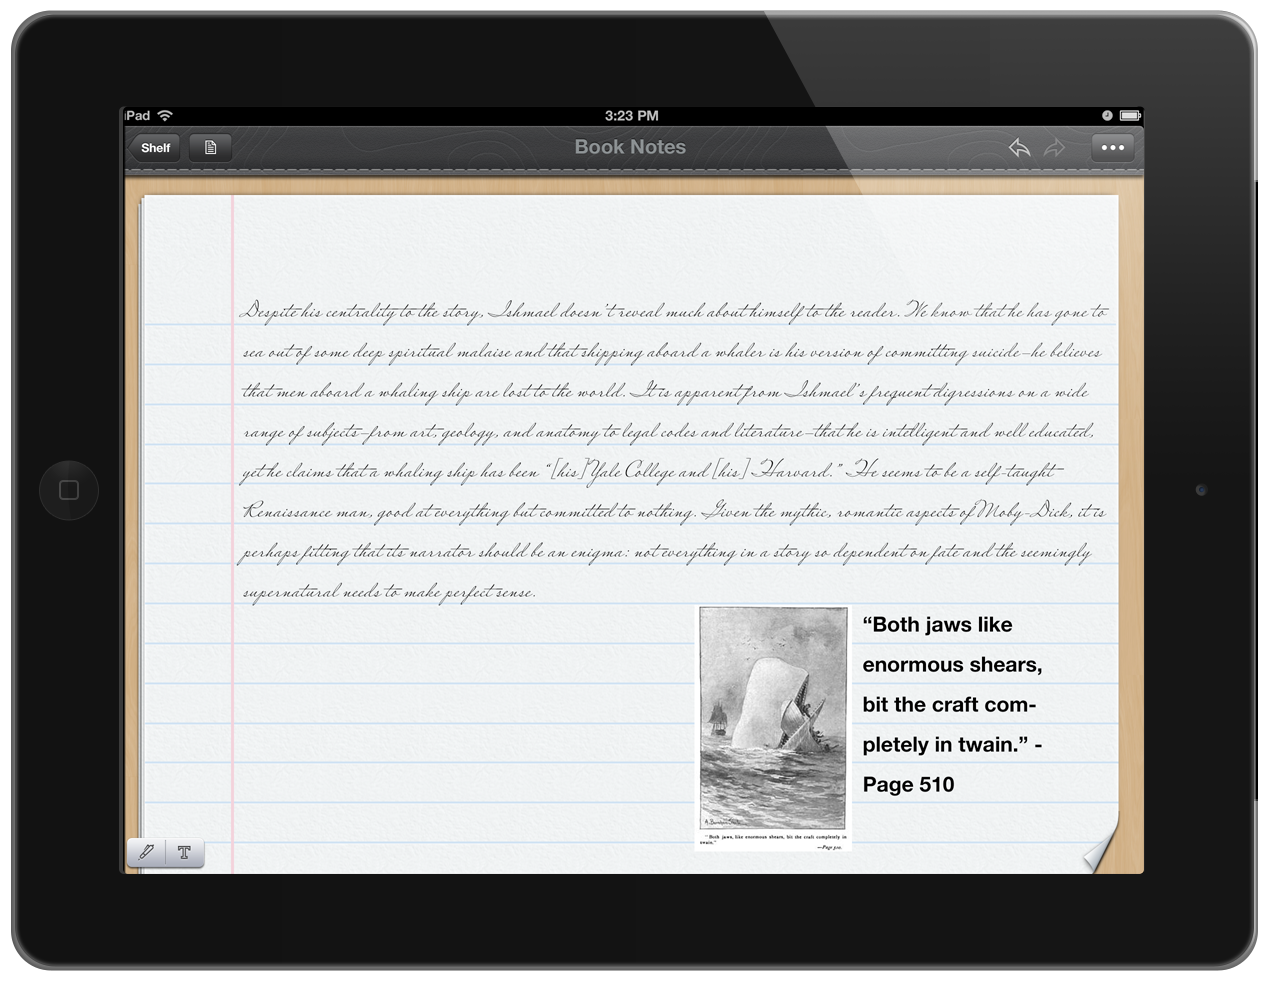 iPad
3:23 PM
Shelf
Book Notes
Despite his centrality to the story, Ishmael doesn't reveal much about himself to the reader. We know that he has gone to
sea out of some deep spiritual malaise and that shipping aboard a whaler is his version of committing suicide—he believes
that men aboard a whaling ship are lost to the world. It is apparent from Ishmael's frequent digressions on a wide
range of subjects—from art, geology, and anatomy to legal codes and literature—that he is intelligent and well educated,
yet he claims that a whaling ship has been “[his] Yale College and [his] Harvard.” He seems to be a self-taught
Renaissance man, good at everything but committed to nothing. Given the mythic, romantic aspects of Moby-Dick, it is
perhaps fitting that its narrator should be an enigma: not everything in a story so dependent on fate and the seemingly
supernatural needs to make perfect sense.
“Both jaws like
enormous shears,
bit the craft com-
pletely in twain.” -
Page 510
"Both jaws, like enormous shears, bit the craft completely in
twain."
—Page 510.
T